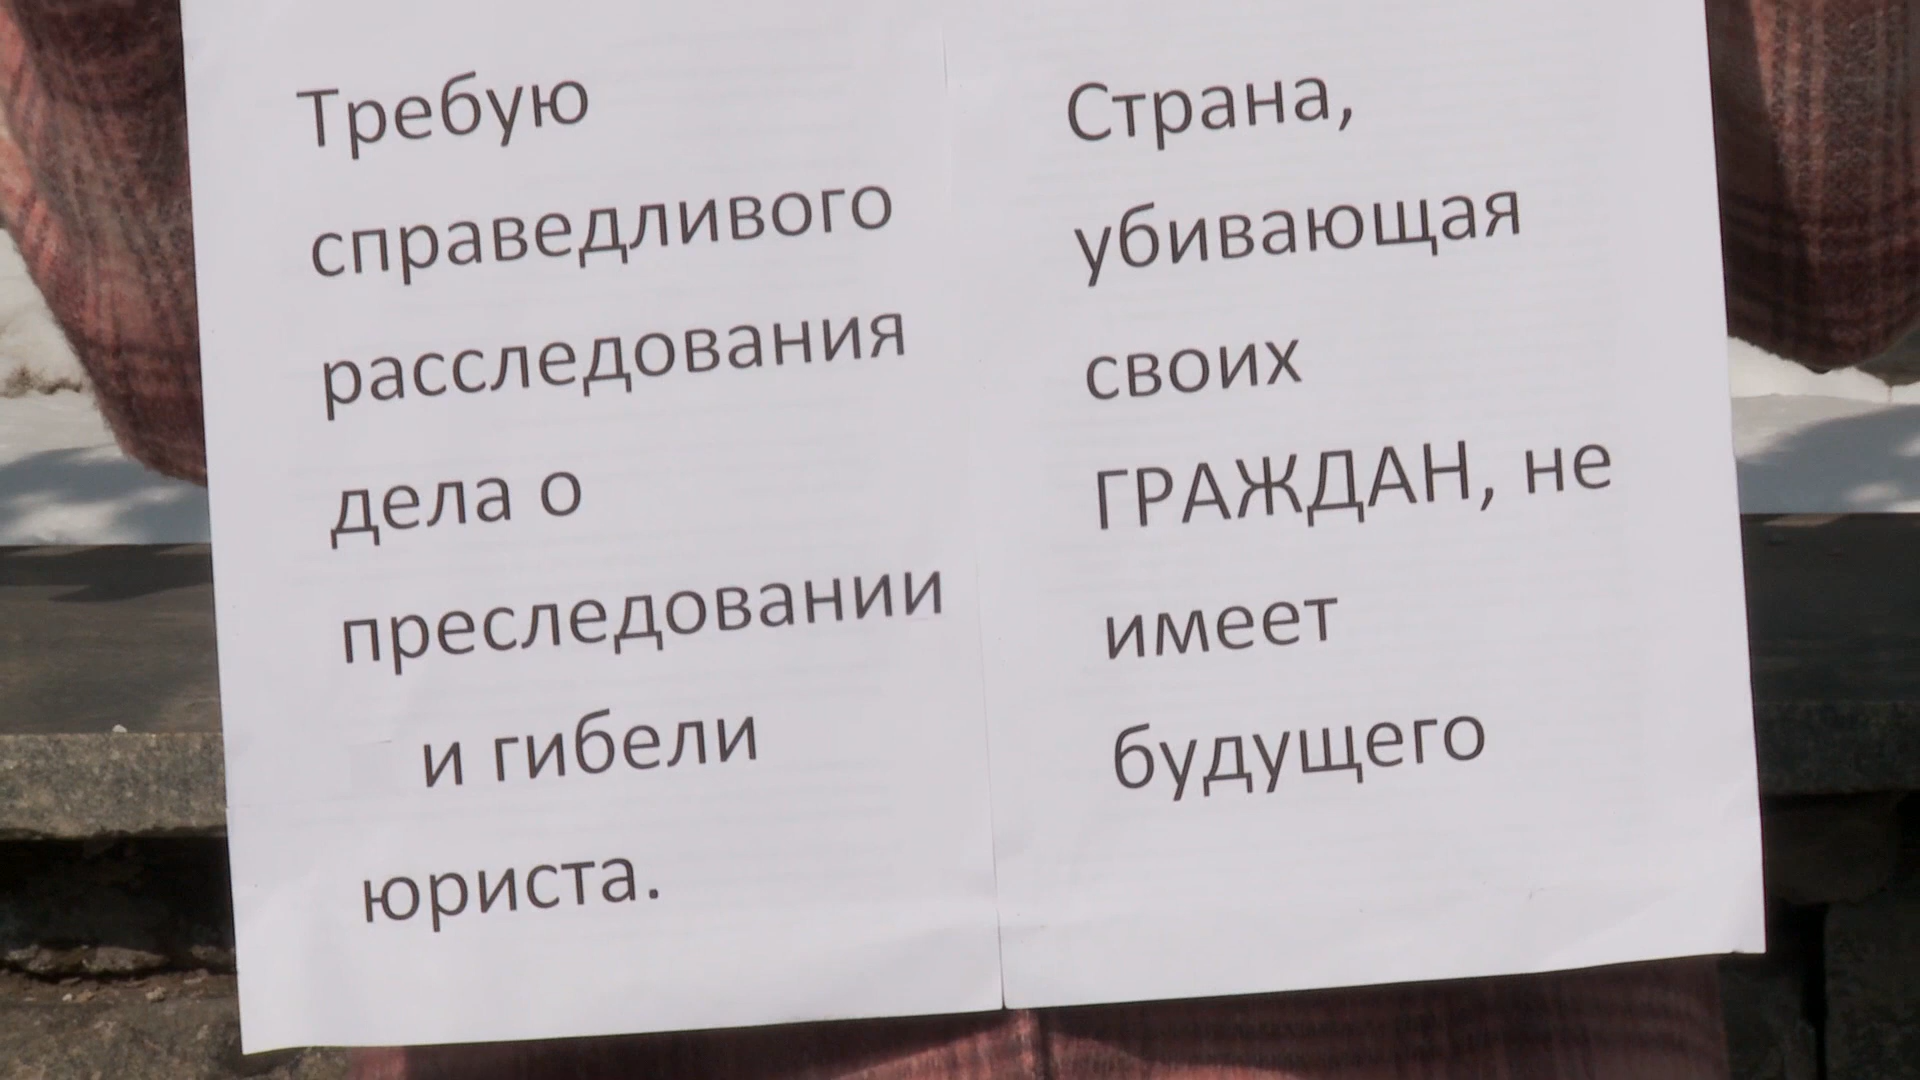 Требую
справедливого
расследования
дела о
преследовании
и гибели
юриста.
Страна,
убивающая
своих
ГРАЖДАН, не
имеет
будущего